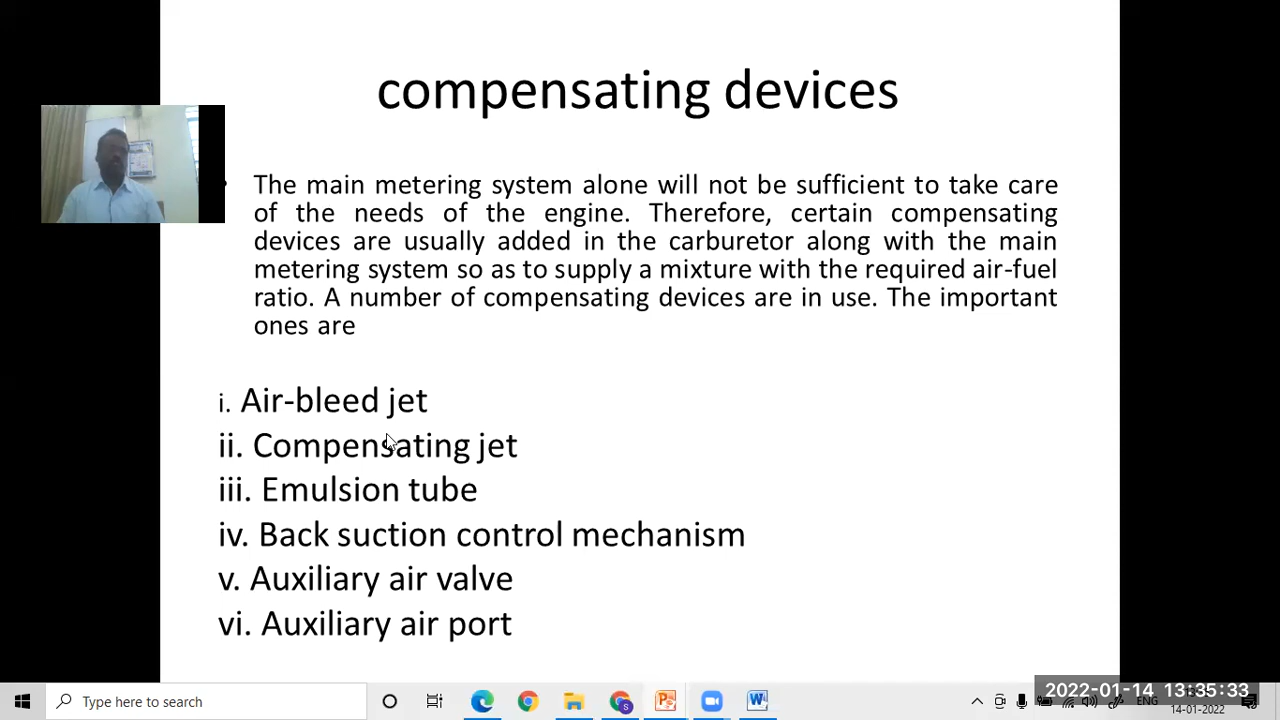 compensating devices
The main metering system alone will not be sufficient to take care
of the needs of the engine. Therefore, certain compensating
devices are usually added in the carburetor along with the main
metering system so as to supply a mixture with the required air-fuel
ratio. A number of compensating devices are in use. The important
ones are
i. Air-bleed jet
ii. Compensating jet
iii. Emulsion tube
iv. Back suction control mechanism
v. Auxiliary air valve
vi. Auxiliary air port
Type here to search
ENG
2022-01-14 13:35:33
14-01-2022